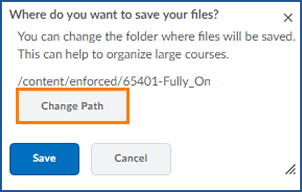 Where do you want to save your files?
You can change the folder where files will be saved.
This can help to organize large courses.
/content/enforced/65401-Fully_On
Change Path
Save
Cancel